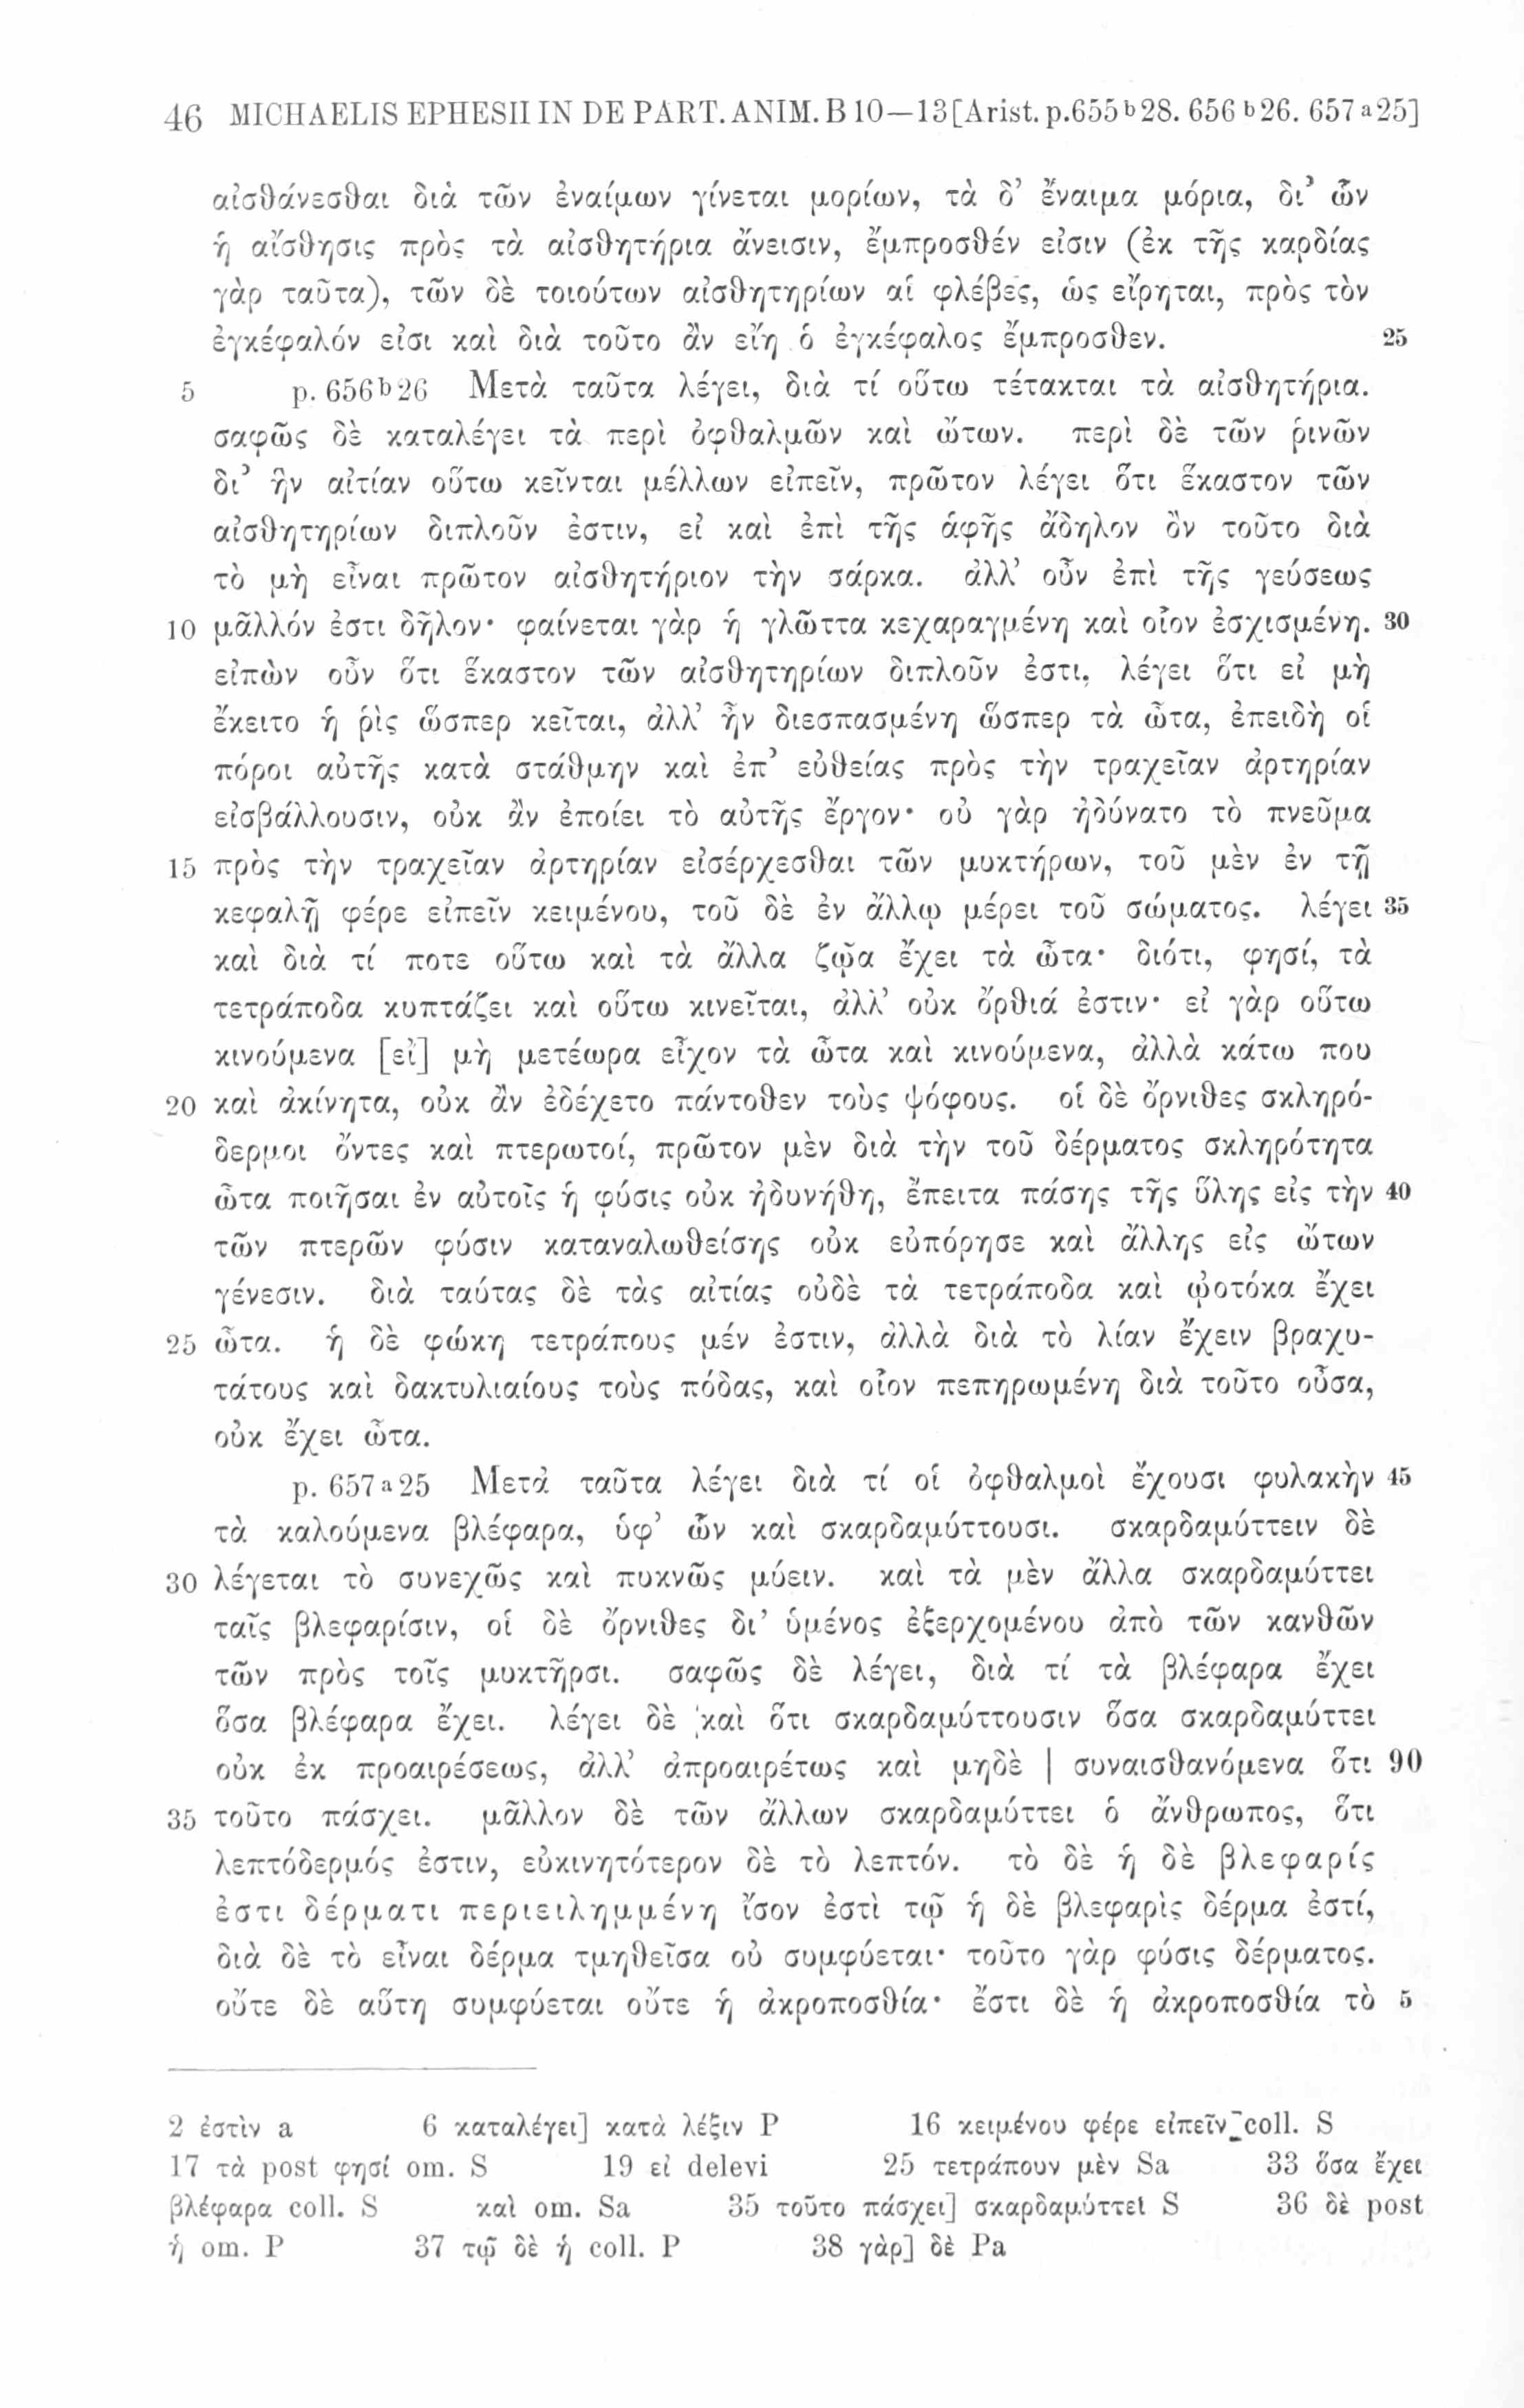 46 MICHAELIS EPHESII IN DE PART. ANIM. B 10—13 [Arist. p. 655 b 28. 656 b 26. 657 a 25]
αἰσθάνεσθαι διὰ τῶν ἐναίμων γίνεται μορίων, τὰ δ’ ἔναιμα μόρια, δι’ ὧν
ἡ αἴσθησις πρὸς τὰ αἰσθητήρια ἄνεισιν, ἔμπροσθέν εἰσιν (ἐκ τῆς καρδίας
γὰρ ταῦτα), τῶν δὲ τοιούτων αἰσθητηρίων αἱ φλέβες, ὡς εἴρηται, πρὸς τὸν
ἐγκέφαλόν εἰσι καὶ διὰ τοῦτο ἂν εἴη ὁ ἐγκέφαλος ἔμπροσθεν. 25
5 p. 656 b 26 Μετὰ ταῦτα λέγει, διὰ τί οὕτω τέτακται τὰ αἰσθητήρια.
σαφῶς δὲ καταλέγει τὰ περὶ ὀφθαλμῶν καὶ ὤτων. περὶ δὲ τῶν ῥινῶν
δι’ ἣν αἰτίαν οὕτω κεῖνται μέλλων εἰπεῖν, πρῶτον λέγει ὅτι ἕκαστον τῶν
αἰσθητηρίων διπλοῦν ἐστιν, εἰ καὶ ἐπὶ τῆς ἁφῆς ἄδηλον ὂν τοῦτο διὰ
τὸ μὴ εἶναι πρῶτον αἰσθητήριον τὴν σάρκα. ἀλλ’ οὖν ἐπὶ τῆς γεύσεως
10 μᾶλλόν ἐστι δῆλον· φαίνεται γὰρ ἡ γλῶττα κεχαραγμένη καὶ οἷον ἐσχισμένη. 30
εἰπὼν οὖν ὅτι ἕκαστον τῶν αἰσθητηρίων διπλοῦν ἐστι, λέγει ὅτι εἰ μὴ
ἔκειτο ἡ ῥὶς ὥσπερ κεῖται, ἀλλ’ ἦν διεσπασμένη ὥσπερ τὰ ὦτα, ἐπειδὴ οἱ
πόροι αὐτῆς κατὰ στάθμην καὶ ἐπ’ εὐθείας πρὸς τὴν τραχεῖαν ἀρτηρίαν
εἰσβάλλουσιν, οὐκ ἂν ἐποίει τὸ αὐτῆς ἔργον· οὐ γὰρ ἠδύνατο τὸ πνεῦμα
15 πρὸς τὴν τραχεῖαν ἀρτηρίαν εἰσέρχεσθαι τῶν μυκτήρων, τοῦ μὲν ἐν τῇ
κεφαλῇ φέρε εἰπεῖν κειμένου, τοῦ δὲ ἐν ἄλλῳ μέρει τοῦ σώματος. λέγει 35
καὶ διὰ τί ποτε οὕτω καὶ τὰ ἄλλα ζῷα ἔχει τὰ ὦτα· διότι, φησί, τὰ
τετράποδα κυπτάζει καὶ οὕτω κινεῖται, ἀλλ’ οὐκ ὄρθιά ἐστιν· εἰ γὰρ οὕτω
κινούμενα [εἰ] μὴ μετέωρα εἶχον τὰ ὦτα καὶ κινούμενα, ἀλλὰ κάτω που
20 καὶ ἀκίνητα, οὐκ ἂν ἐδέχετο πάντοθεν τοὺς ψόφους. οἱ δὲ ὄρνιθες σκληρό-
δερμοι ὄντες καὶ πτερωτοί, πρῶτον μὲν διὰ τὴν τοῦ δέρματος σκληρότητα
ὦτα ποιῆσαι ἐν αὐτοῖς ἡ φύσις οὐκ ἠδυνήθη, ἔπειτα πάσης τῆς ὕλης εἰς τὴν 40
τῶν πτερῶν φύσιν καταναλωθείσης οὐκ εὐπόρησε καὶ ἄλλης εἰς ὤτων
γένεσιν. διὰ ταύτας δὲ τὰς αἰτίας οὐδὲ τὰ τετράποδα καὶ ᾠοτόκα ἔχει
25 ὦτα. ἡ δὲ φώκη τετράπους μέν ἐστιν, ἀλλὰ διὰ τὸ λίαν ἔχειν βραχυ-
τάτους καὶ δακτυλιαίους τοὺς πόδας, καὶ οἷον πεπηρωμένη διὰ τοῦτο οὖσα,
οὐκ ἔχει ὦτα.
p. 657 a 25 Μετὰ ταῦτα λέγει διὰ τί οἱ ὀφθαλμοὶ ἔχουσι φυλακὴν 45
τὰ καλούμενα βλέφαρα, ὑφ’ ὧν καὶ σκαρδαμύττουσι. σκαρδαμύττειν δὲ
30 λέγεται τὸ συνεχῶς καὶ πυκνῶς μύειν. καὶ τὰ μὲν ἄλλα σκαρδαμύττει
ταῖς βλεφαρίσιν, οἱ δὲ ὄρνιθες δι’ ὑμένος ἐξερχομένου ἀπὸ τῶν κανθῶν
τῶν πρὸς τοῖς μυκτῆρσι. σαφῶς δὲ λέγει, διὰ τί τὰ βλέφαρα ἔχει
ὅσα βλέφαρα ἔχει. λέγει δὲ καὶ ὅτι σκαρδαμύττουσιν ὅσα σκαρδαμύττει
οὐκ ἐκ προαιρέσεως, ἀλλ’ ἀπροαιρέτως καὶ μηδὲ | συναισθανόμενα ὅτι 90
35 τοῦτο πάσχει. μᾶλλον δὲ τῶν ἄλλων σκαρδαμύττει ὁ ἄνθρωπος, ὅτι
λεπτόδερμός ἐστιν, εὐκινητότερον δὲ τὸ λεπτόν. τὸ δὲ ἡ δὲ βλεφαρίς
ἐστι δέρματι περιειλημμένη ἴσον ἐστὶ τῷ ἡ δὲ βλεφαρὶς δέρμα ἐστί,
διὰ δὲ τὸ εἶναι δέρμα τμηθεῖσα οὐ συμφύεται· τοῦτο γὰρ φύσις δέρματος.
οὔτε δὲ αὕτη συμφύεται οὔτε ἡ ἀκροποσθία· ἔστι δὲ ἡ ἀκροποσθία τὸ 5
2 ἐστὶν a 6 καταλέγει] κατὰ λέξιν P 16 κειμένου φέρε εἰπεῖν coll. S
17 τὰ post φησί om. S 19 εἰ delevi 25 τετράπουν μὲν Sa 33 ὅσα ἔχει
βλέφαρα coll. S καὶ om. Sa 35 τοῦτο πάσχει] σκαρδαμύττει S 36 δὲ post
ἡ om. P 37 τῷ δὲ ἡ coll. P 38 γὰρ] δὲ Pa